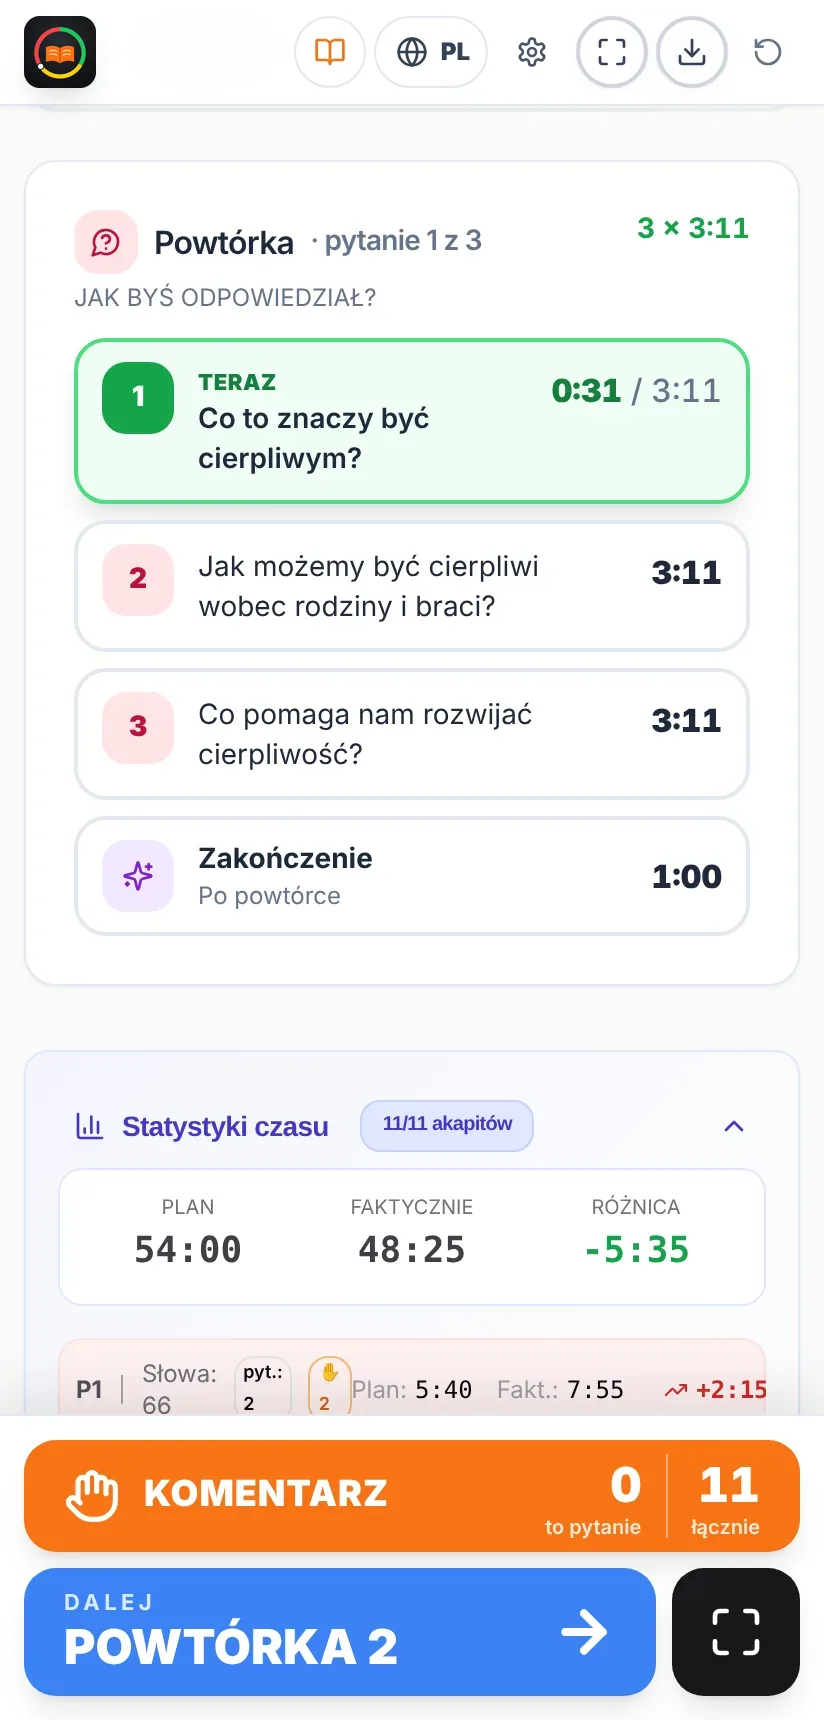 PL
Powtórka · pytanie 1 z 3
3 × 3:11
JAK BYŚ ODPOWIEDZIAŁ?
1
TERAZ
0:31 / 3:11
Co to znaczy być
cierpliwym?
2
Jak możemy być cierpliwi
wobec rodziny i braci?
3:11
3
Co pomaga nam rozwijać
cierpliwość?
3:11
Zakończenie
Po powtórce
1:00
Statystyki czasu
11/11 akapitów
PLAN
FAKTYCZNIE
RÓŻNICA
54:00
48:25
-5:35
P1
Słowa:
66
pyt.:
2
✋
2
Plan: 5:40
Fakt.: 7:55
+2:15
KOMENTARZ
0
to pytanie
11
łącznie
DALEJ
POWTÓRKA 2